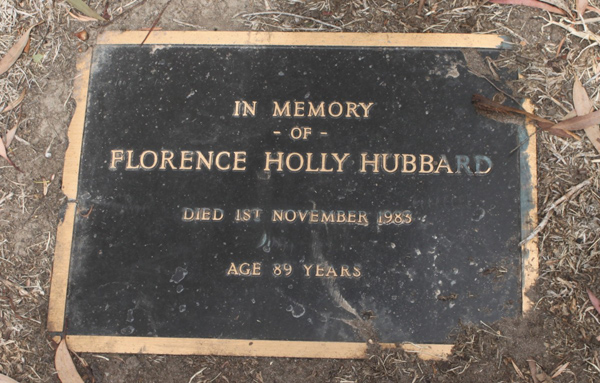 IN MEMORY
- OF -
FLORENCE HOLLY HUBBARD
DIED 1ST NOVEMBER 1983
AGE 89 YEARS